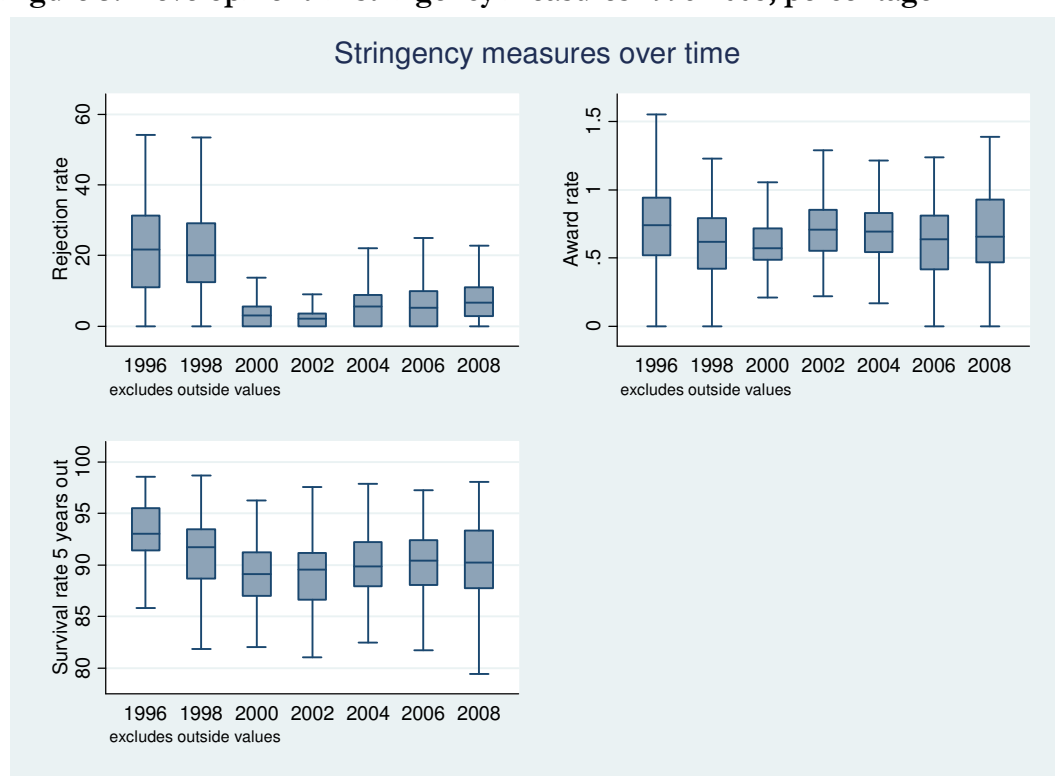 Stringency measures over time
Rejection rate
60
40
20
0
1996 1998 2000 2002 2004 2006 2008
excludes outside values
Award rate
1.5
1
.5
0
1996 1998 2000 2002 2004 2006 2008
excludes outside values
Survival rate 5 years out
100
95
90
85
80
1996 1998 2000 2002 2004 2006 2008
excludes outside values